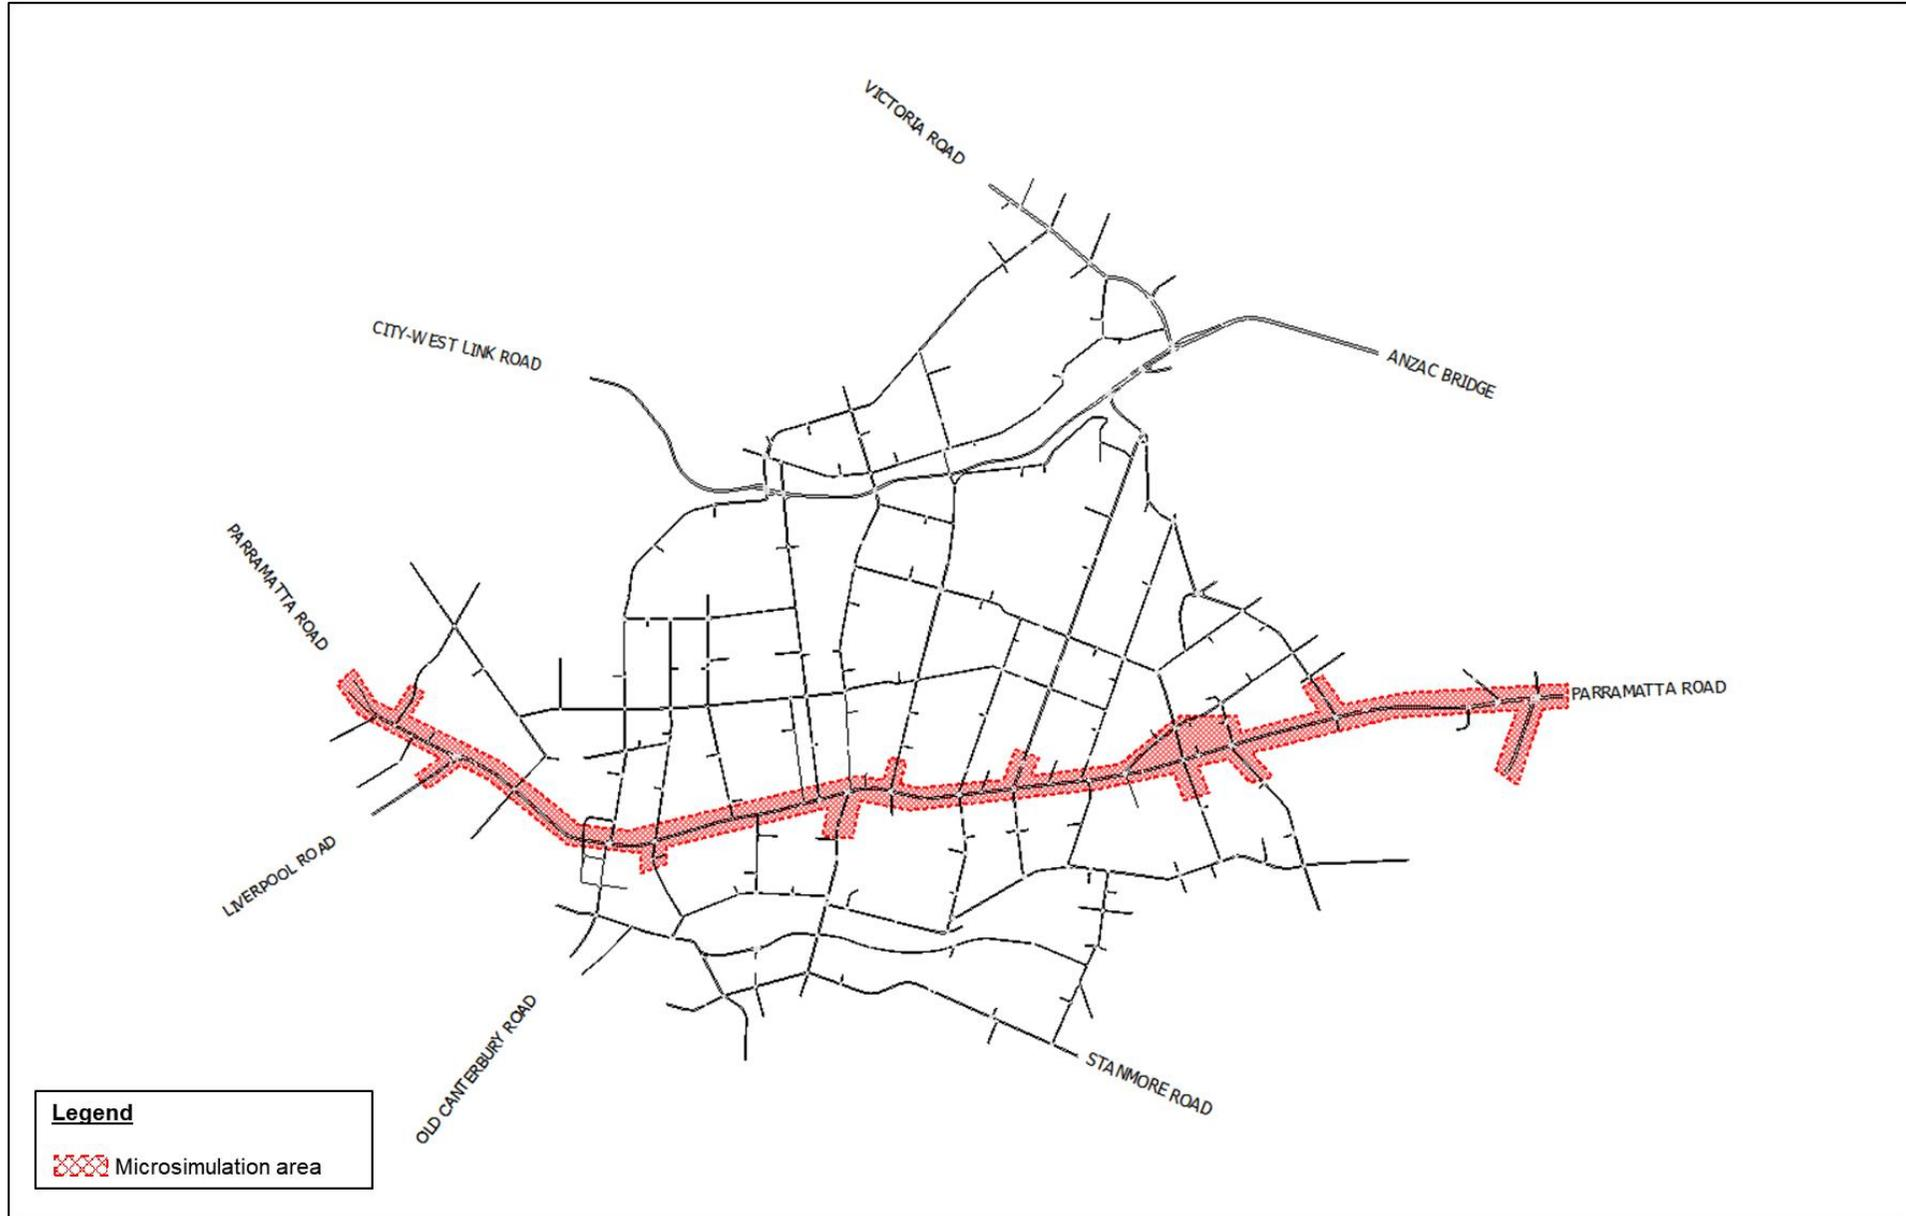 VICTORIA ROAD
CITY-WEST LINK ROAD
ANZAC BRIDGE
PARRAMATTA ROAD
PARRAMATTA ROAD
LIVERPOOL ROAD
OLD CANTERBURY ROAD
STANMORE ROAD
Legend
Microsimulation area